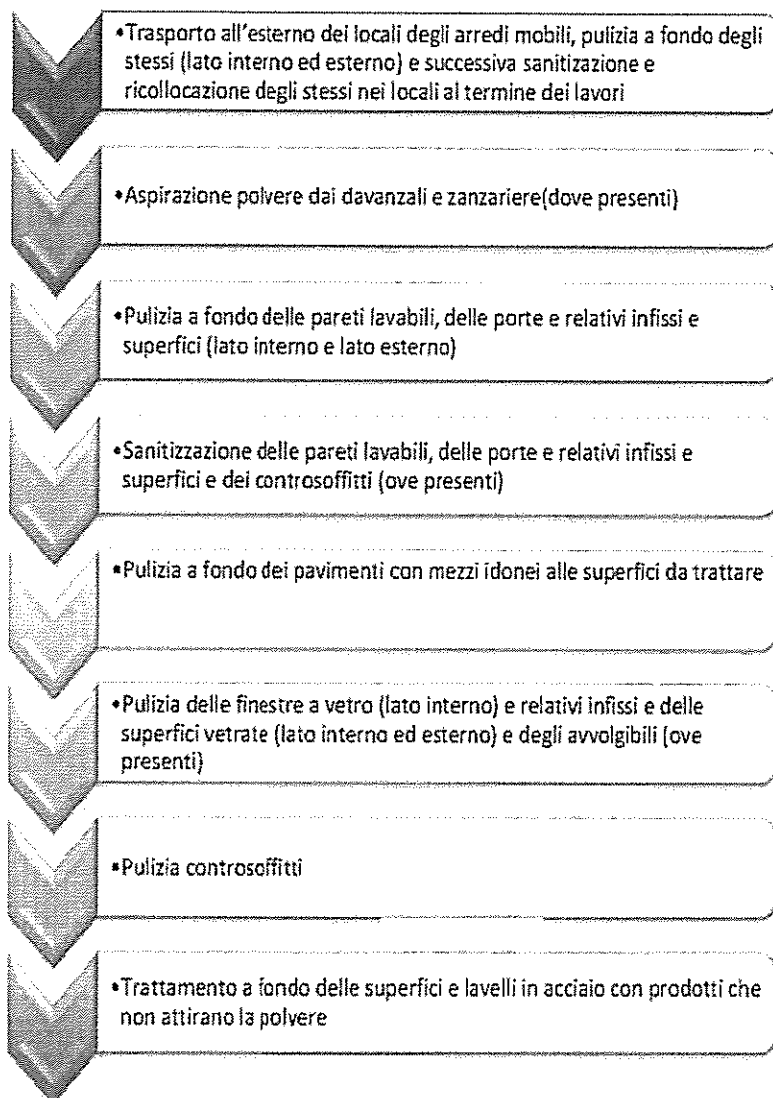 •Trasporto all'esterno dei locali degli arredi mobili, pulizia a fondo degli
stessi (lato interno ed esterno) e successiva sanitizazione e
ricollocazione degli stessi nei locali al termine dei lavori
•Aspirazione polvere dai davanzali e zanzariere(dove presenti)
•Pulizia a fondo delle pareti lavabili, delle porte e relativi infissi e
superfici (lato interno e lato esterno)
•Sanitizzazione delle pareti lavabili, delle porte e relativi infissi e
superfici e dei controsoffitti (ove presenti)
•Pulizia a fondo dei pavimenti con mezzi idonei alle superfici da trattare
•Pulizia delle finestre a vetro (lato interno) e relativi infissi e delle
superfici vetrate (lato interno ed esterno) e degli avvolgibili (ove
presenti)
•Pulizia controsoffitti
•Trattamento a fondo delle superfici e lavelli in acciaio con prodotti che
non attirano la polvere